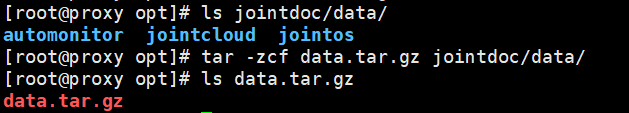 [root@proxy opt]# ls jointdoc/data/
automonitor jointcloud jointos
[root@proxy opt]# tar -zcf data.tar.gz jointdoc/data/
[root@proxy opt]# ls data.tar.gz
data.tar.gz